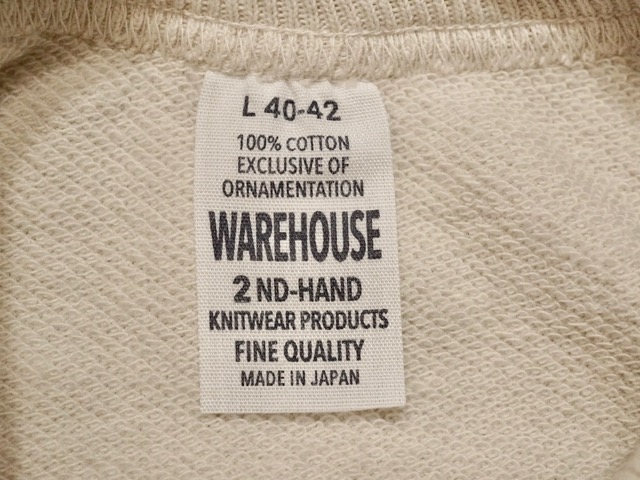 L 40-42
100% COTTON
EXCLUSIVE OF
ORNAMENTATION
WAREHOUSE
2 ND-HAND
KNITWEAR PRODUCTS
FINE QUALITY
MADE IN JAPAN